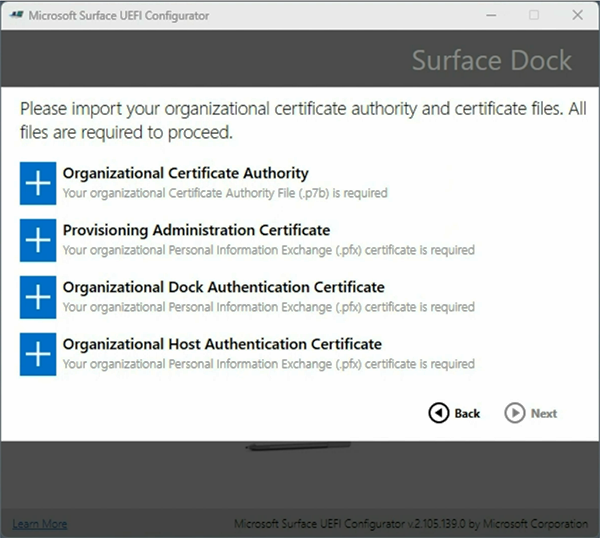 Microsoft Surface UEFI Configurator
Surface Dock
Please import your organizational certificate authority and certificate files. All
files are required to proceed.
Organizational Certificate Authority
Your organizational Certificate Authority File (.p7b) is required
Provisioning Administration Certificate
Your organizational Personal Information Exchange (.pfx) certificate is required
Organizational Dock Authentication Certificate
Your organizational Personal Information Exchange (.pfx) certificate is required
Organizational Host Authentication Certificate
Your organizational Personal Information Exchange (.pfx) certificate is required
Back Next
Learn More Microsoft Surface UEFI Configurator v.2.105.139.0 by Microsoft Corporation